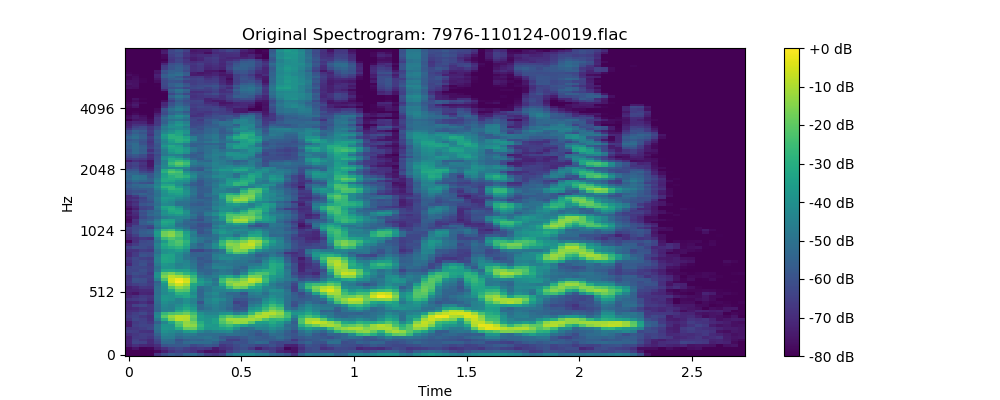 Original Spectrogram: 7976-110124-0019.flac
Hz
4096
2048
1024
512
0
0
0.5
1
1.5
2
2.5
Time
+0 dB
-10 dB
-20 dB
-30 dB
-40 dB
-50 dB
-60 dB
-70 dB
-80 dB